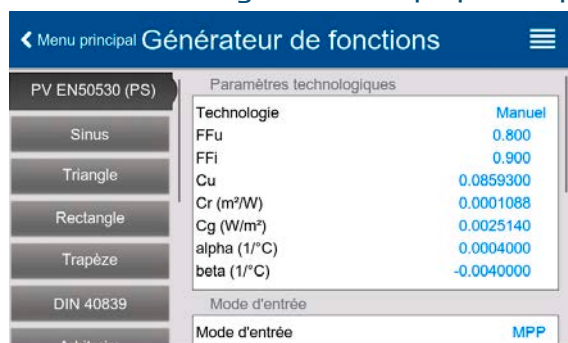 Menu principal Générateur de fonctions
PV EN50530 (PS)
Sinus
Triangle
Rectangle
Trapèze
DIN 40839
Paramètres technologiques
Technologie Manuel
FFu 0.800
FFi 0.900
Cu 0.0859300
Cr (m²/W) 0.0001088
Cg (W/m²) 0.0025140
alpha (1/°C) 0.0004000
beta (1/°C) -0.0040000
Mode d'entrée
Mode d'entrée MPP